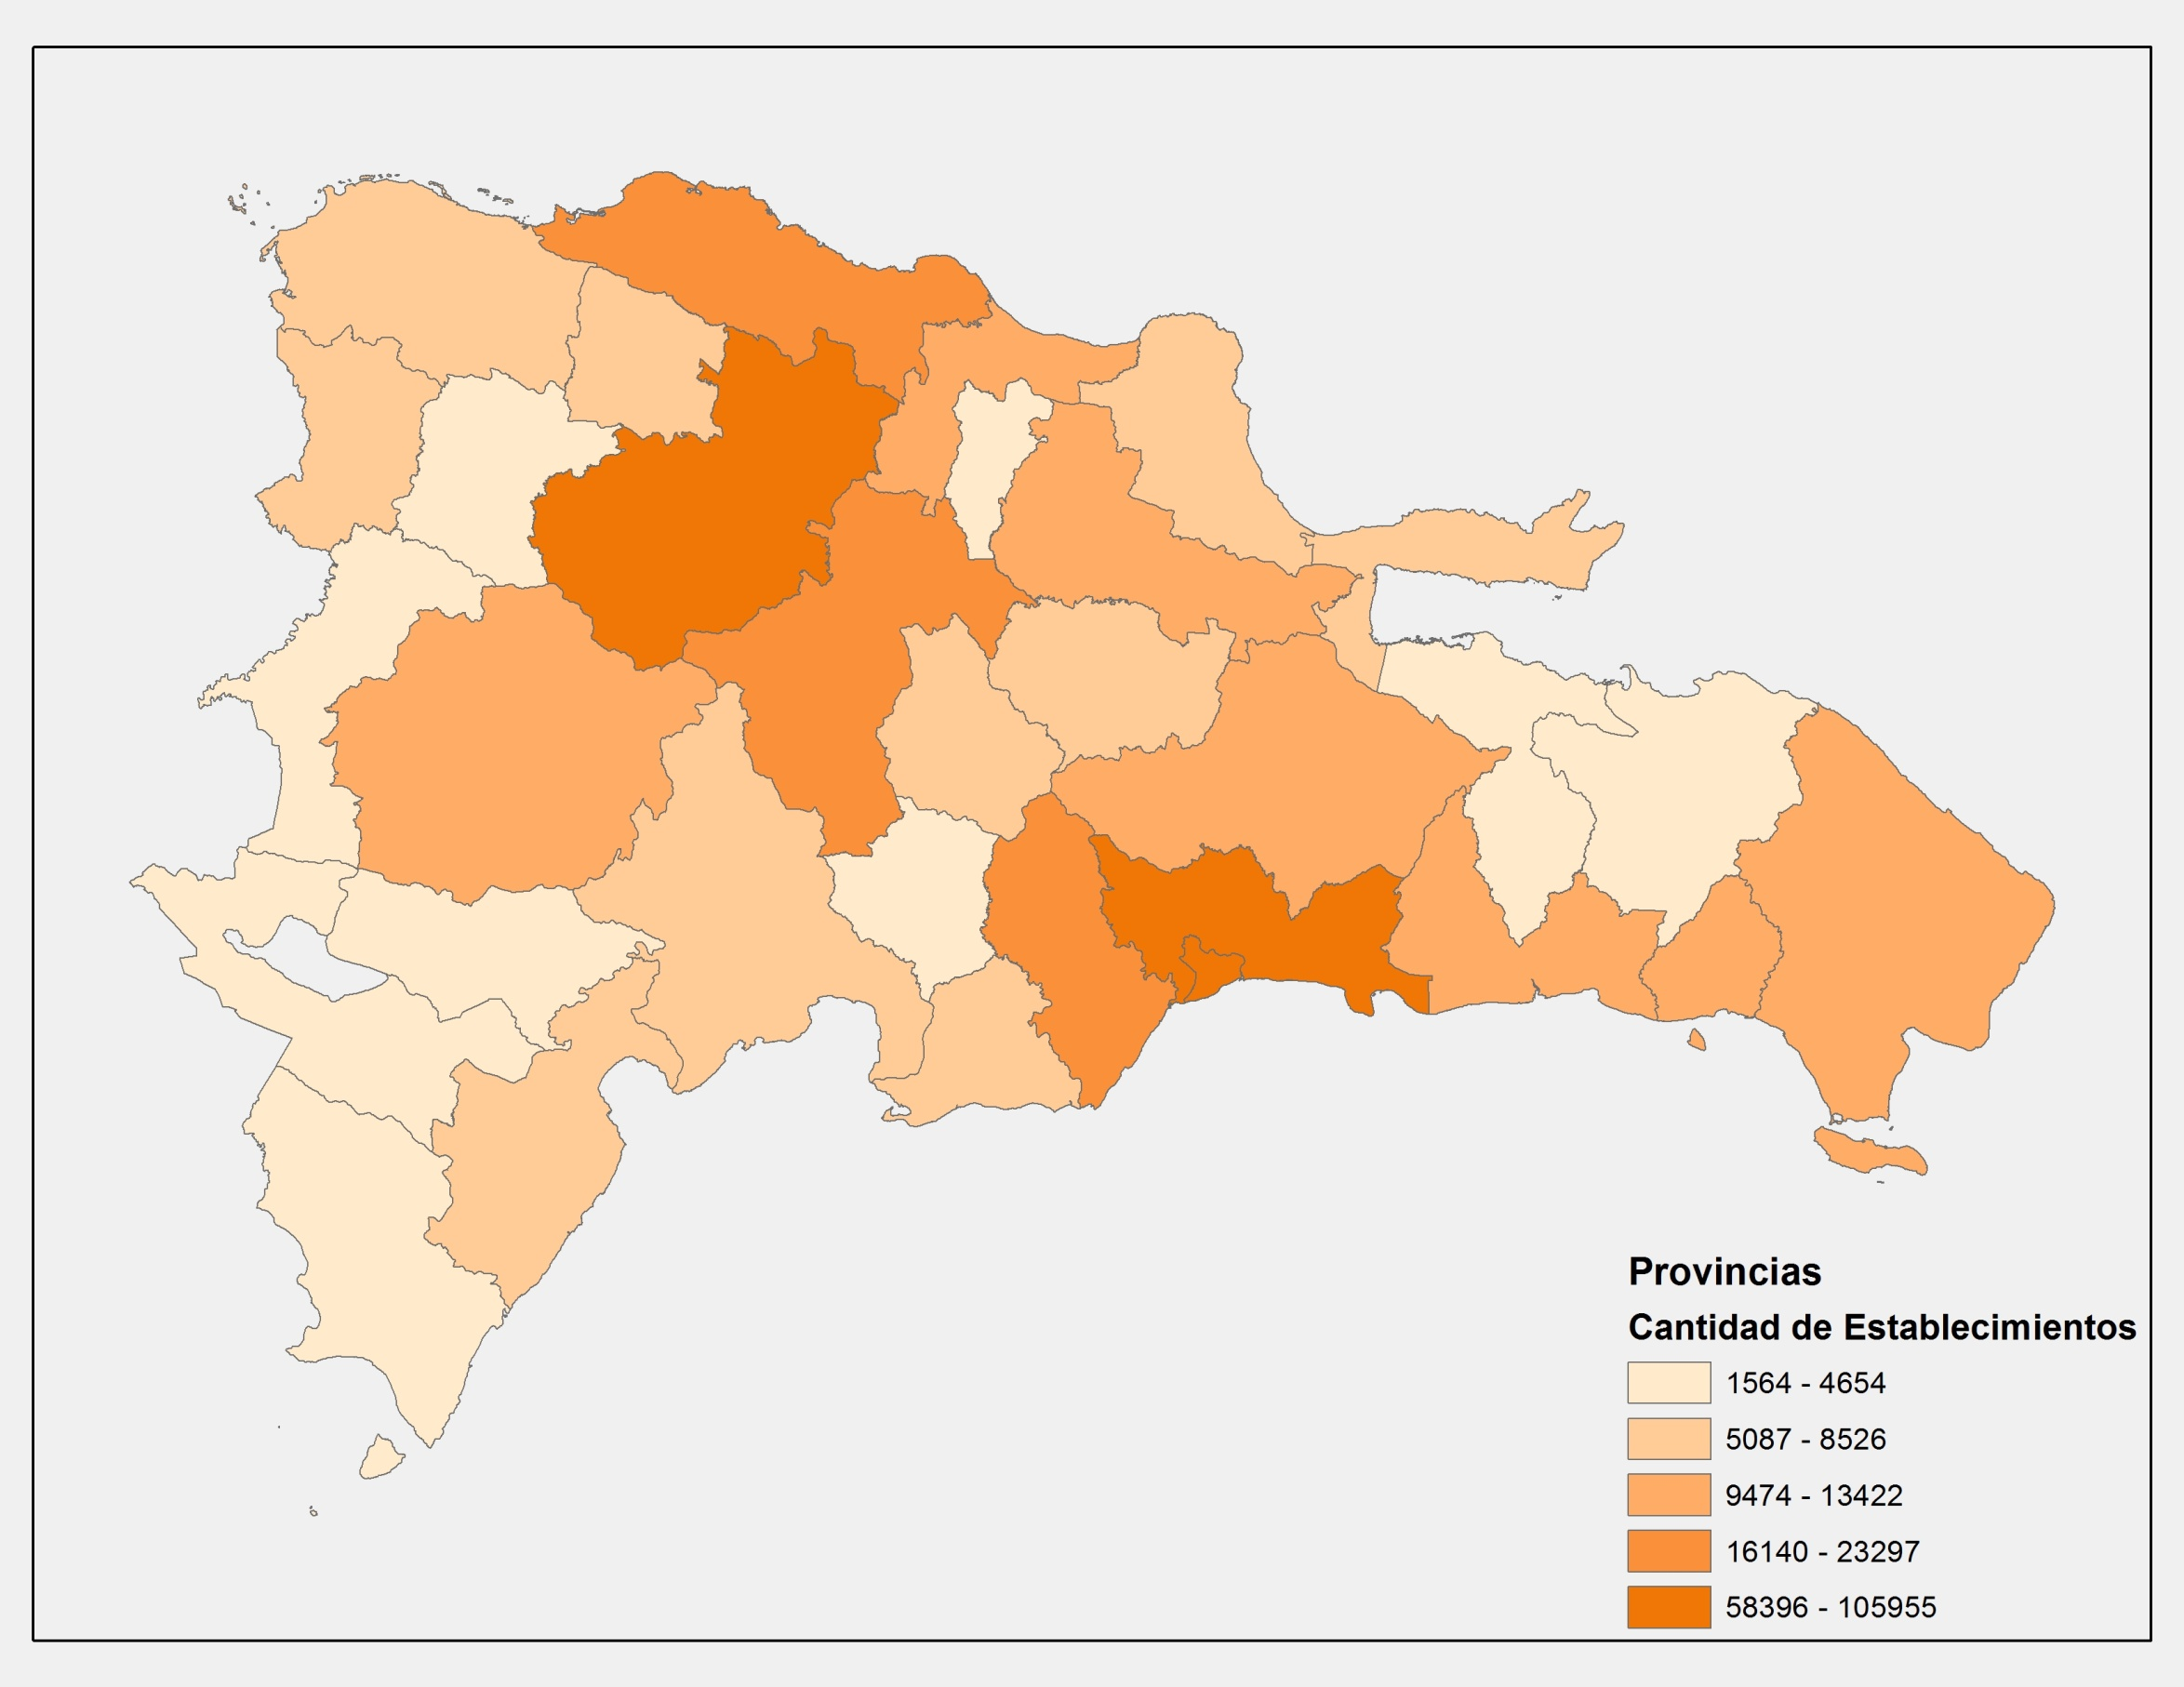 Provincias
Cantidad de Establecimientos
1564 - 4654
5087 - 8526
9474 - 13422
16140 - 23297
58396 - 105955